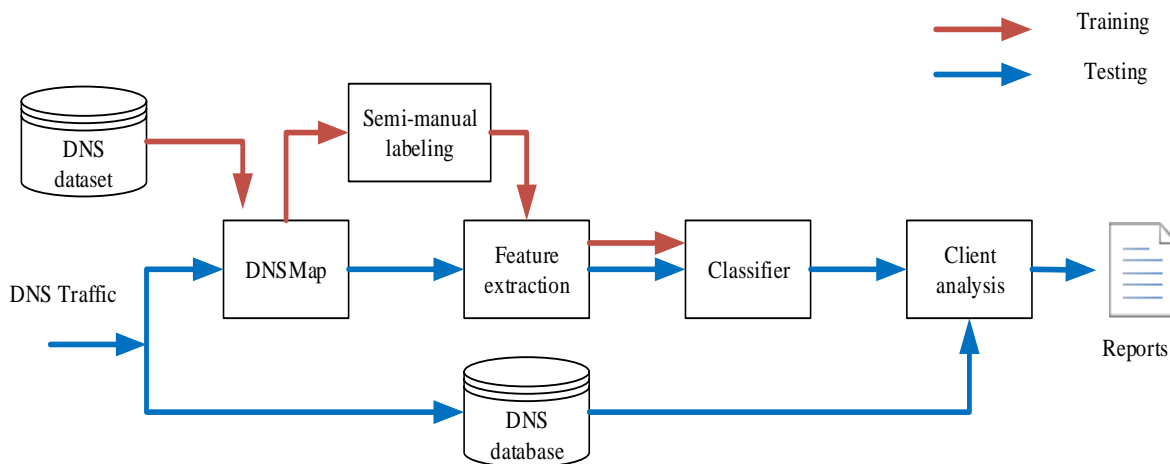 Training
Testing
DNS
dataset
Semi-manual
labeling
DNS Traffic
DNSMap
Feature
extraction
Classifier
Client
analysis
Reports
DNS
database